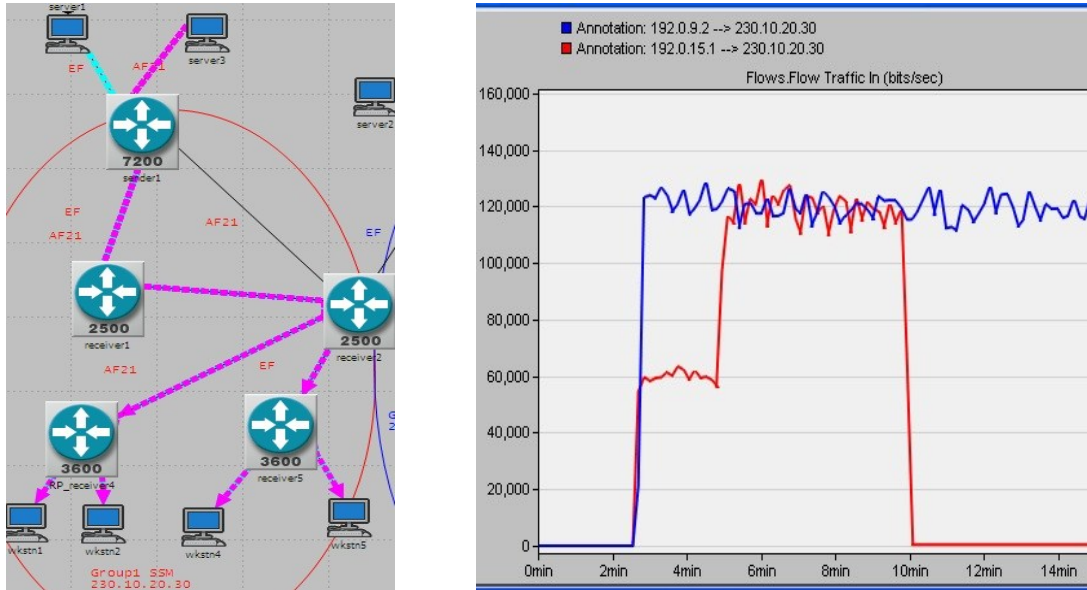 server1
EF
AF21
server3
server2
7200
sender1
EF
AF21
AF21
EF
2500
receiver1
2500
receiver2
AF21
EF
3600
RP_receiver4
3600
receiver5
wkstn1
wkstn2
wkstn4
wkstn5
Group1 SSM
230.10.20.30
G
2
Annotation: 192.0.9.2 --> 230.10.20.30
Annotation: 192.0.15.1 --> 230.10.20.30
Flows.Flow Traffic In (bits/sec)
160,000
140,000
120,000
100,000
80,000
60,000
40,000
20,000
0
0min 2min 4min 6min 8min 10min 12min 14min